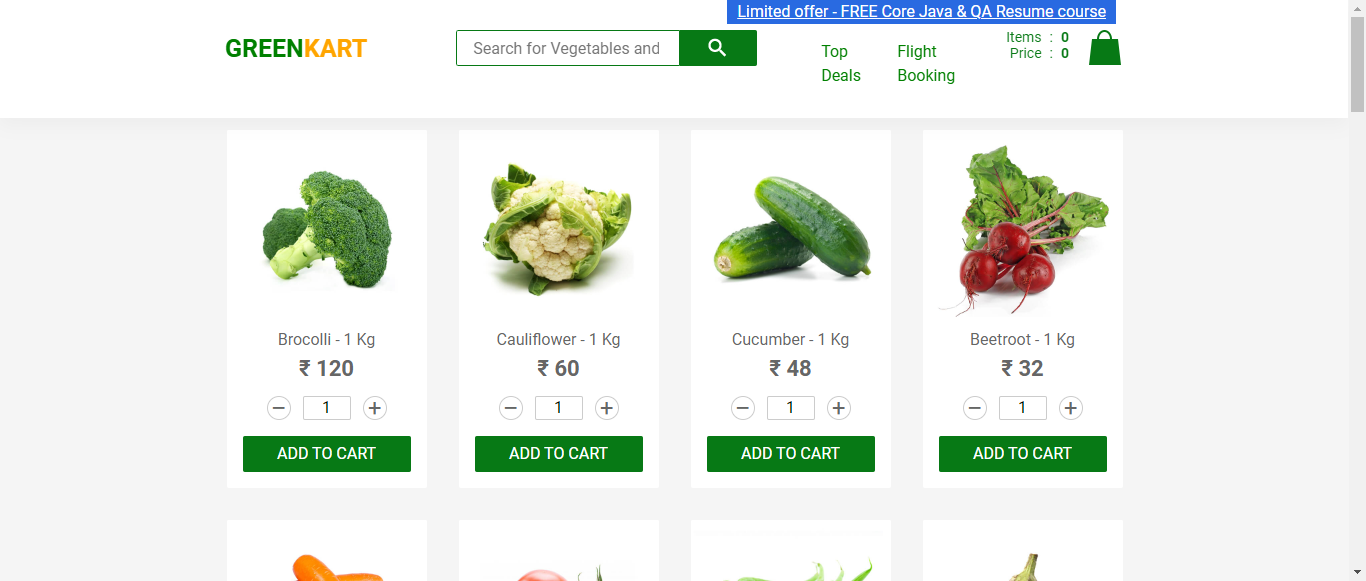 Limited offer - FREE Core Java & QA Resume course
GREENKART
Search for Vegetables and
Top
Deals
Flight
Booking
Items : 0
Price : 0
Brocolli - 1 Kg
₹ 120
1
ADD TO CART
Cauliflower - 1 Kg
₹ 60
1
ADD TO CART
Cucumber - 1 Kg
₹ 48
1
ADD TO CART
Beetroot - 1 Kg
₹ 32
1
ADD TO CART